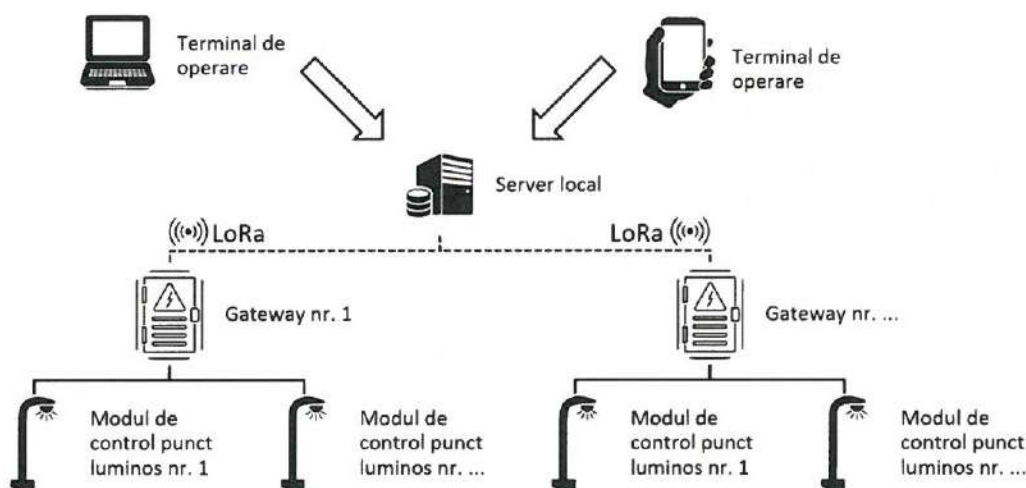 Terminal de
operare
Terminal de
operare
Server local
LoRa
LoRa
Gateway nr. 1
Gateway nr. ...
Modul de
control punct
luminos nr. 1
Modul de
control punct
luminos nr. ...
Modul de
control punct
luminos nr. 1
Modul de
control punct
luminos nr. ...